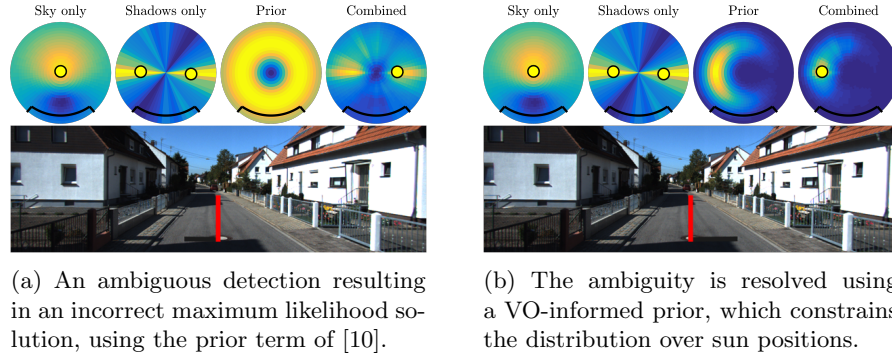 Sky only Shadows only Prior Combined
Sky only Shadows only Prior Combined
(a) An ambiguous detection resulting
in an incorrect maximum likelihood so-
lution, using the prior term of [10].
(b) The ambiguity is resolved using
a VO-informed prior, which constrains
the distribution over sun positions.